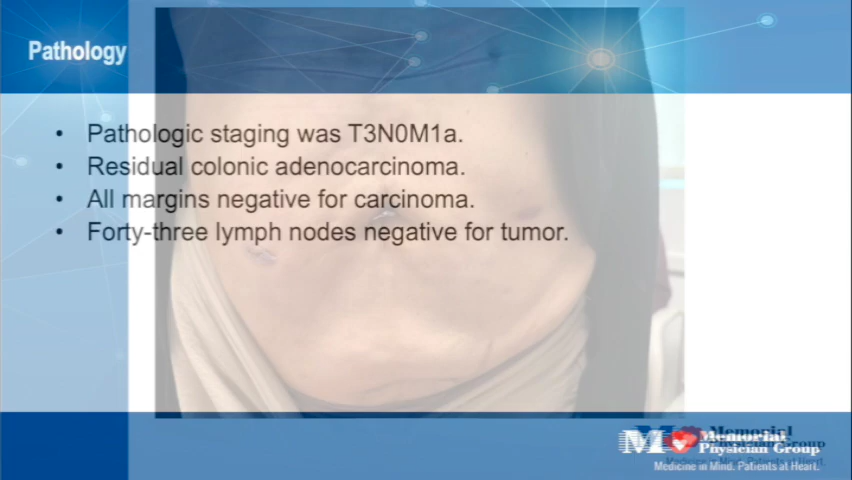 Pathology
• Pathologic staging was T3N0M1a.
• Residual colonic adenocarcinoma.
• All margins negative for carcinoma.
• Forty-three lymph nodes negative for tumor.
Memorial
Physician Group
Medicine in Mind. Patients at Heart.